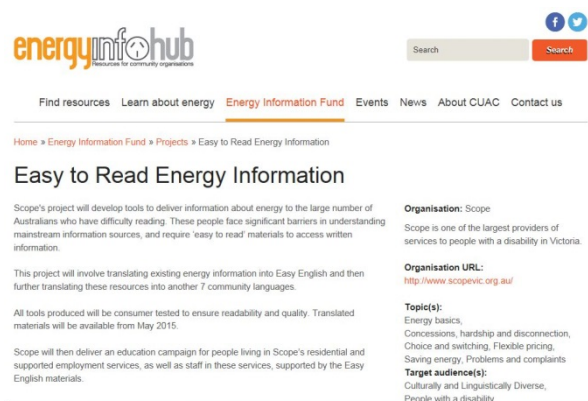 energyinfohub
Resources for community organisations
Search
Search
Find resources Learn about energy Energy Information Fund Events News About CUAC Contact us
Home » Energy Information Fund » Projects » Easy to Read Energy Information
Easy to Read Energy Information
Scope's project will develop tools to deliver information about energy to the large number of
Australians who have difficulty reading. These people face significant barriers in understanding
mainstream information sources, and require 'easy to read' materials to access written
information.
This project will involve translating existing energy information into Easy English and then
further translating these resources into another 7 community languages.
All tools produced will be consumer tested to ensure readability and quality. Translated
materials will be available from May 2015.
Scope will then deliver an education campaign for people living in Scope's residential and
supported employment services, as well as staff in these services, supported by the Easy
English materials.
Organisation: Scope
Scope is one of the largest providers of
services to people with a disability in Victoria.
Organisation URL:
http://www.scopevic.org.au/
Topic(s):
Energy basics,
Concessions, hardship and disconnection,
Choice and switching, Flexible pricing,
Saving energy, Problems and complaints
Target audience(s):
Culturally and Linguistically Diverse,
People with a disability